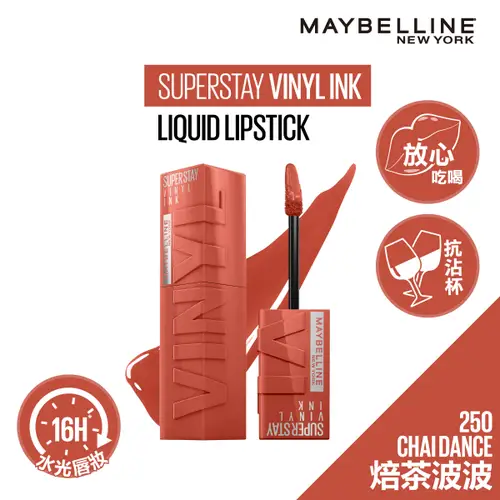 MAYBELLINE
NEW YORK
SUPERSTAY VINYL INK
LIQUID LIPSTICK
放心
吃喝
抗沾杯
SUPERSTAY
VINYL
INK
VINYL
MAYBELLINE
NEW YORK
SUPERSTAY
VINYL
INK
16H
水光唇妝
250
CHAI DANCE
焙茶波波